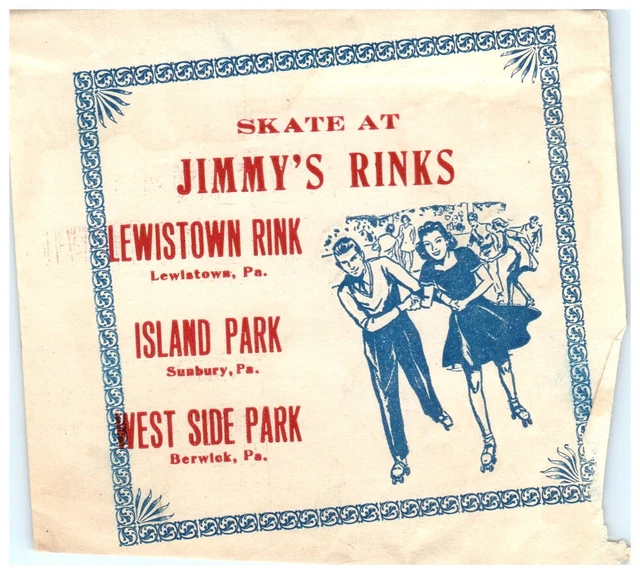 SKATE AT
JIMMY'S RINKS
LEWISTOWN RINK
Lewistown, Pa.
ISLAND PARK
Sunbury, Pa.
WEST SIDE PARK
Berwick, Pa.